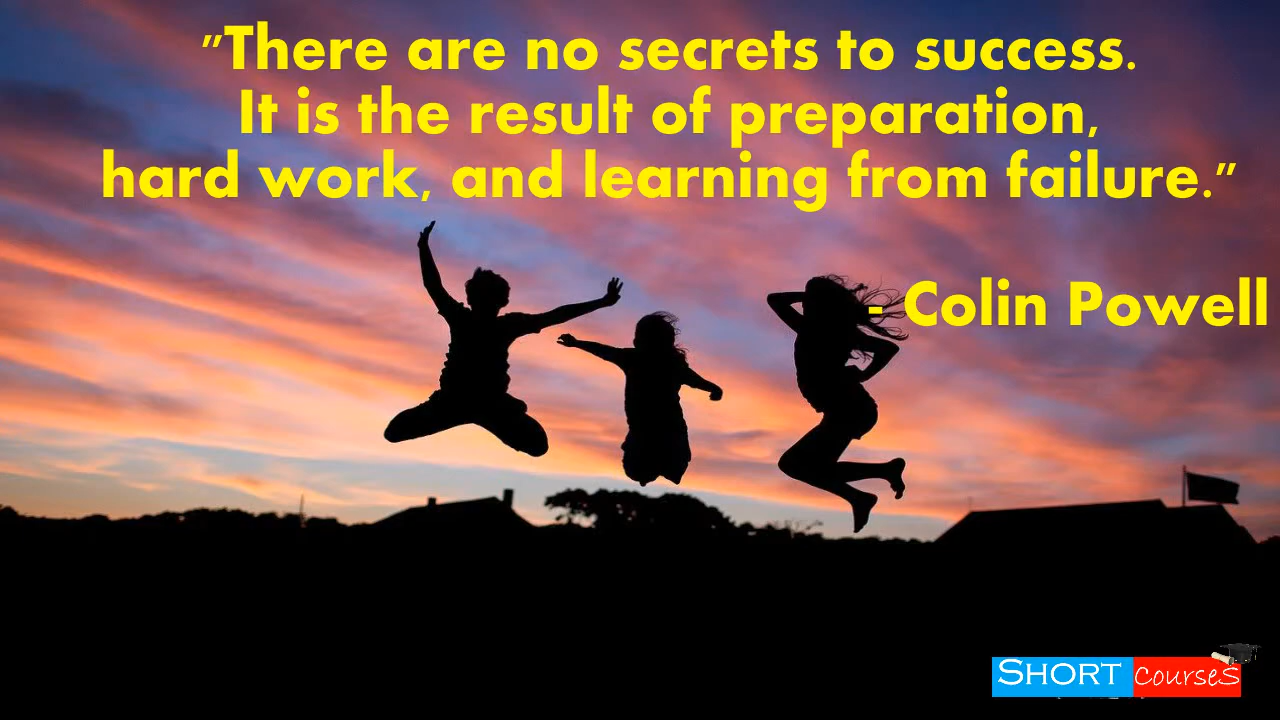 "There are no secrets to success.
It is the result of preparation,
hard work, and learning from failure."
- Colin Powell
SHORT CourseS